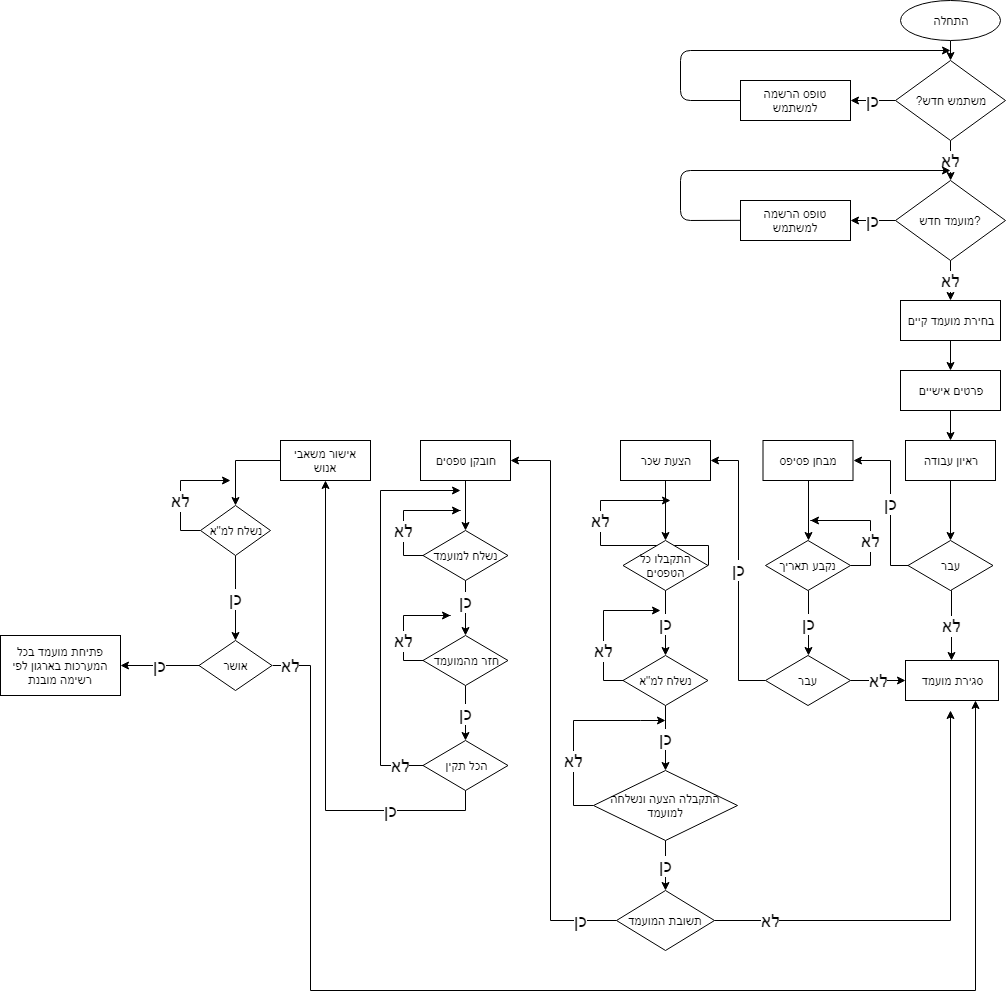 התחלה
משתמש חדש?
כן
טופס הרשמה
למשתמש
לא
?מועמד חדש
כן
טופס הרשמה
למשתמש
לא
בחירת מועמד קיים
פרטים אישיים
ראיון עבודה
כן
עבר
לא
סגירת מועמד
מבחן פסיפס
לא
נקבע תאריך
כן
עבר
לא
כן
הצעת שכר
לא
התקבלו כל
הטפסים
כן
לא
נשלח למ"א
כן
לא
התקבלה הצעה ונשלחה
למועמד
כן
תשובת המועמד
לא
כן
חובקן טפסים
לא
נשלח למועמד
כן
לא
חזר מהמועמד
כן
הכל תקין
לא
כן
אישור משאבי
אנוש
לא
נשלח למ"א
כן
אושר
לא
כן
פתיחת מועמד בכל
המערכות בארגון לפי
רשימה מובנת